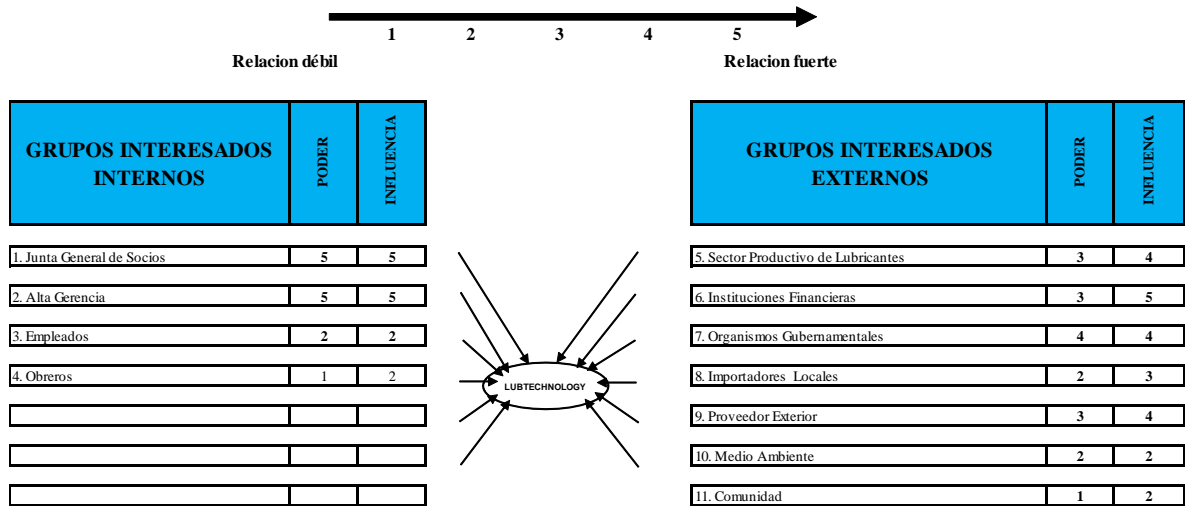 1 2 3 4 5
Relacion débil Relacion fuerte
GRUPOS INTERESADOS
INTERNOS
PODER
INFLUENCIA
1. Junta General de Socios 5 5
2. Alta Gerencia 5 5
3. Empleados 2 2
4. Obreros 1 2
LUBTECHNOLOGY
GRUPOS INTERESADOS
EXTERNOS
PODER
INFLUENCIA
5. Sector Productivo de Lubricantes 3 4
6. Instituciones Financieras 3 5
7. Organismos Gubernamentales 4 4
8. Importadores Locales 2 3
9. Proveedor Exterior 3 4
10. Medio Ambiente 2 2
11. Comunidad 1 2